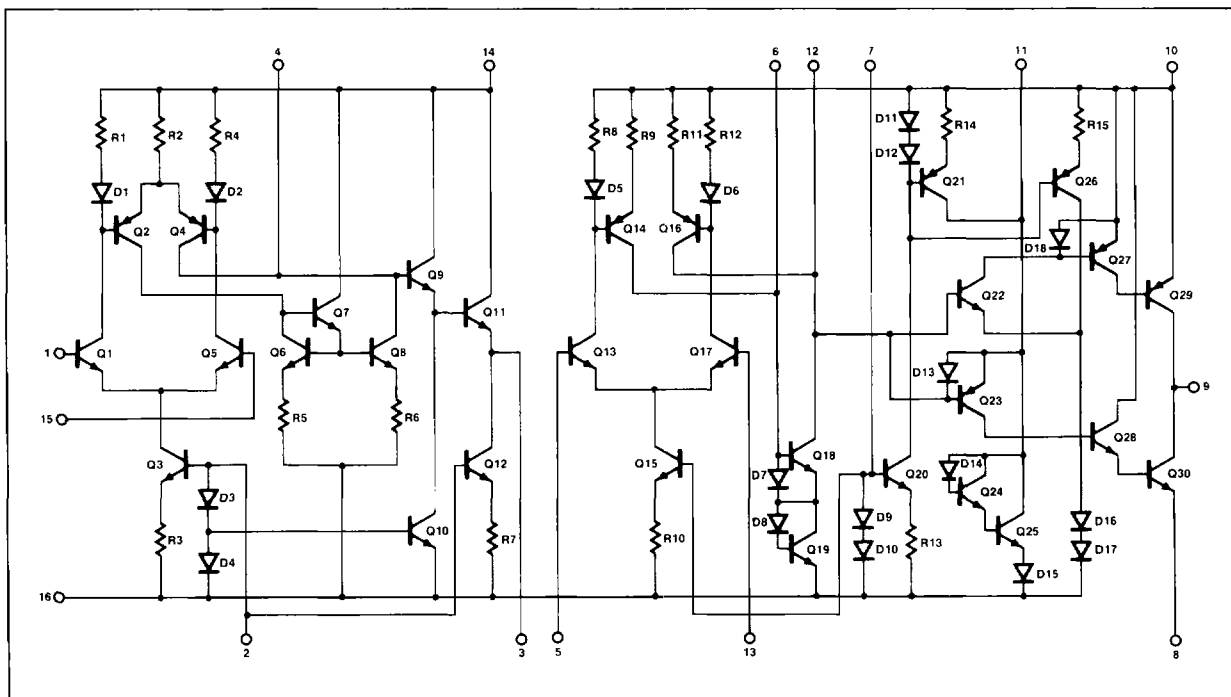 4 14 6 12 7 11 10
R1 R2 R4 R8 R9 R11 R12 D11 R14 R15
D12
D1 D2 D5 D6 Q21 Q26
Q2 Q4 Q14 Q16 D18
Q9 Q27
Q7 Q11 Q22 Q29
1 Q1 Q5 Q6 Q8 Q13 Q17
D13 9
Q23
15 R5 R6
Q28
Q3 Q12 Q15 Q18 Q20 D14 Q30
D7 Q24
D3 D8 D9 D16
R3 Q10 R7 R10 R13 Q25
D4 Q19 D10 D17
D15
16
2 3 5 13 8